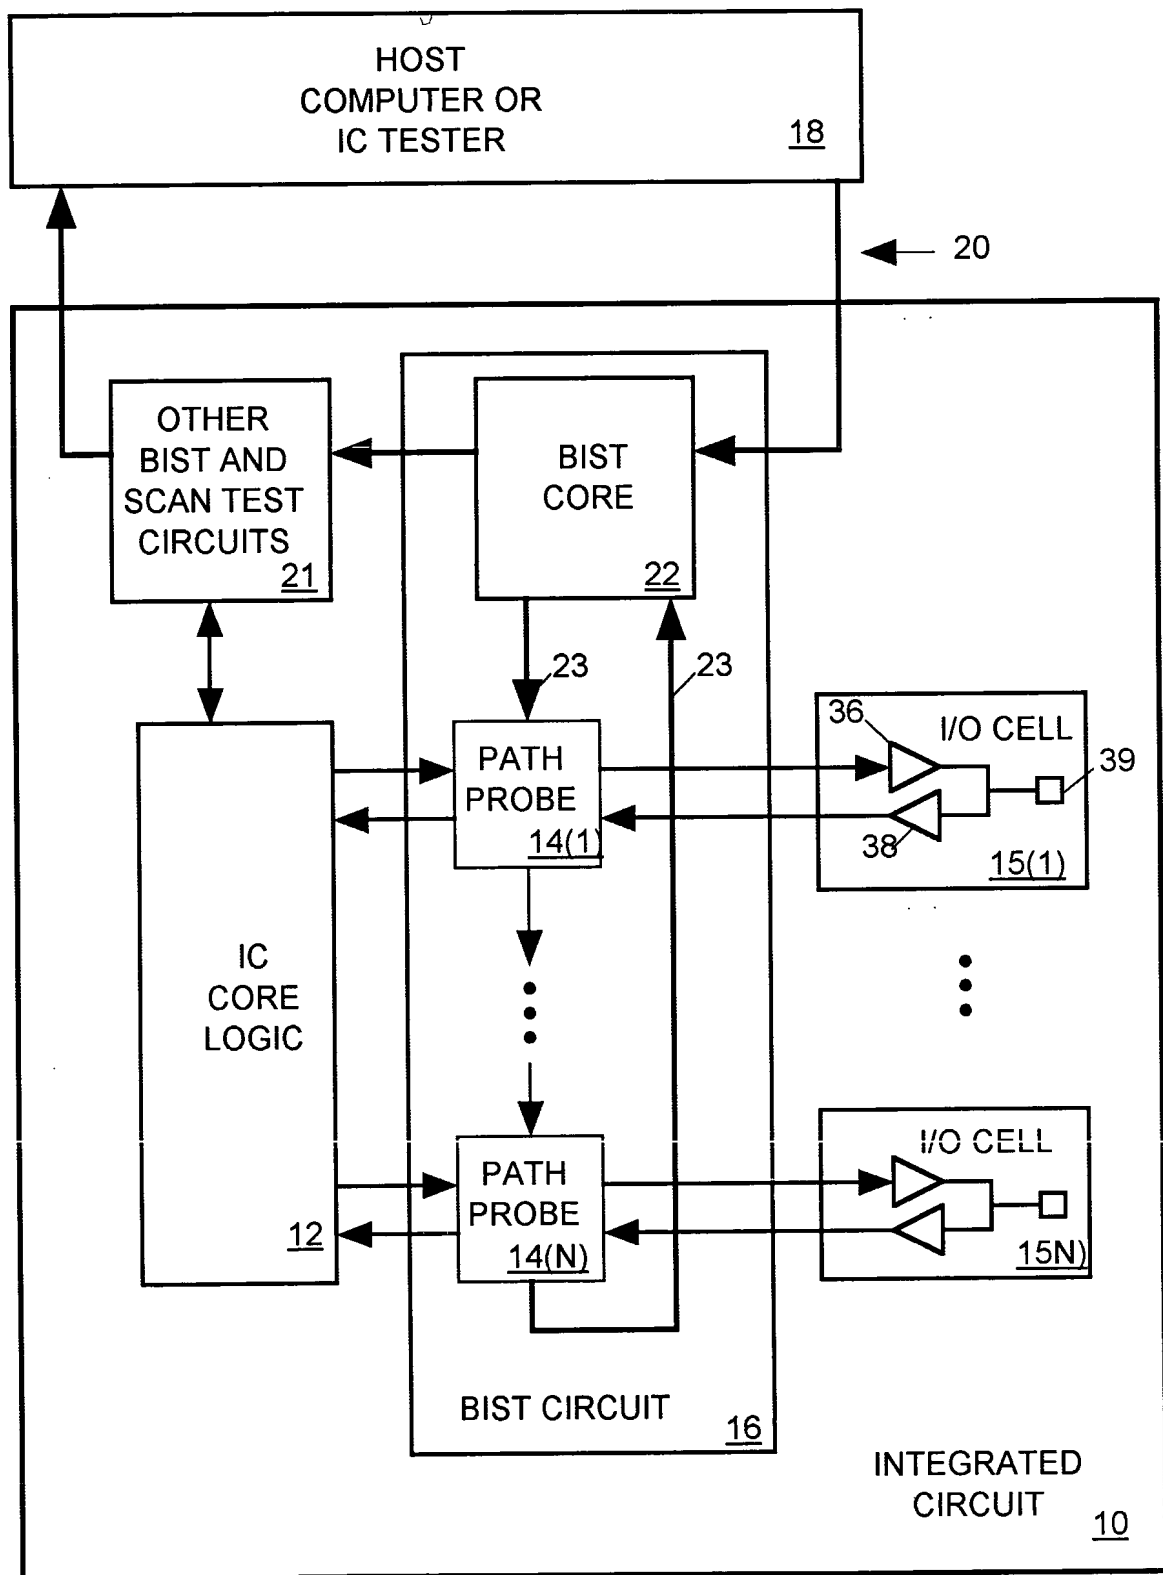 HOST
COMPUTER OR
IC TESTER
18
20
OTHER
BIST AND
SCAN TEST
CIRCUITS
21
BIST
CORE
22
23
23
PATH
PROBE
14(1)
36
I/O CELL
39
38
15(1)
IC
CORE
LOGIC
12
PATH
PROBE
14(N)
I/O CELL
15N)
BIST CIRCUIT
16
INTEGRATED
CIRCUIT
10